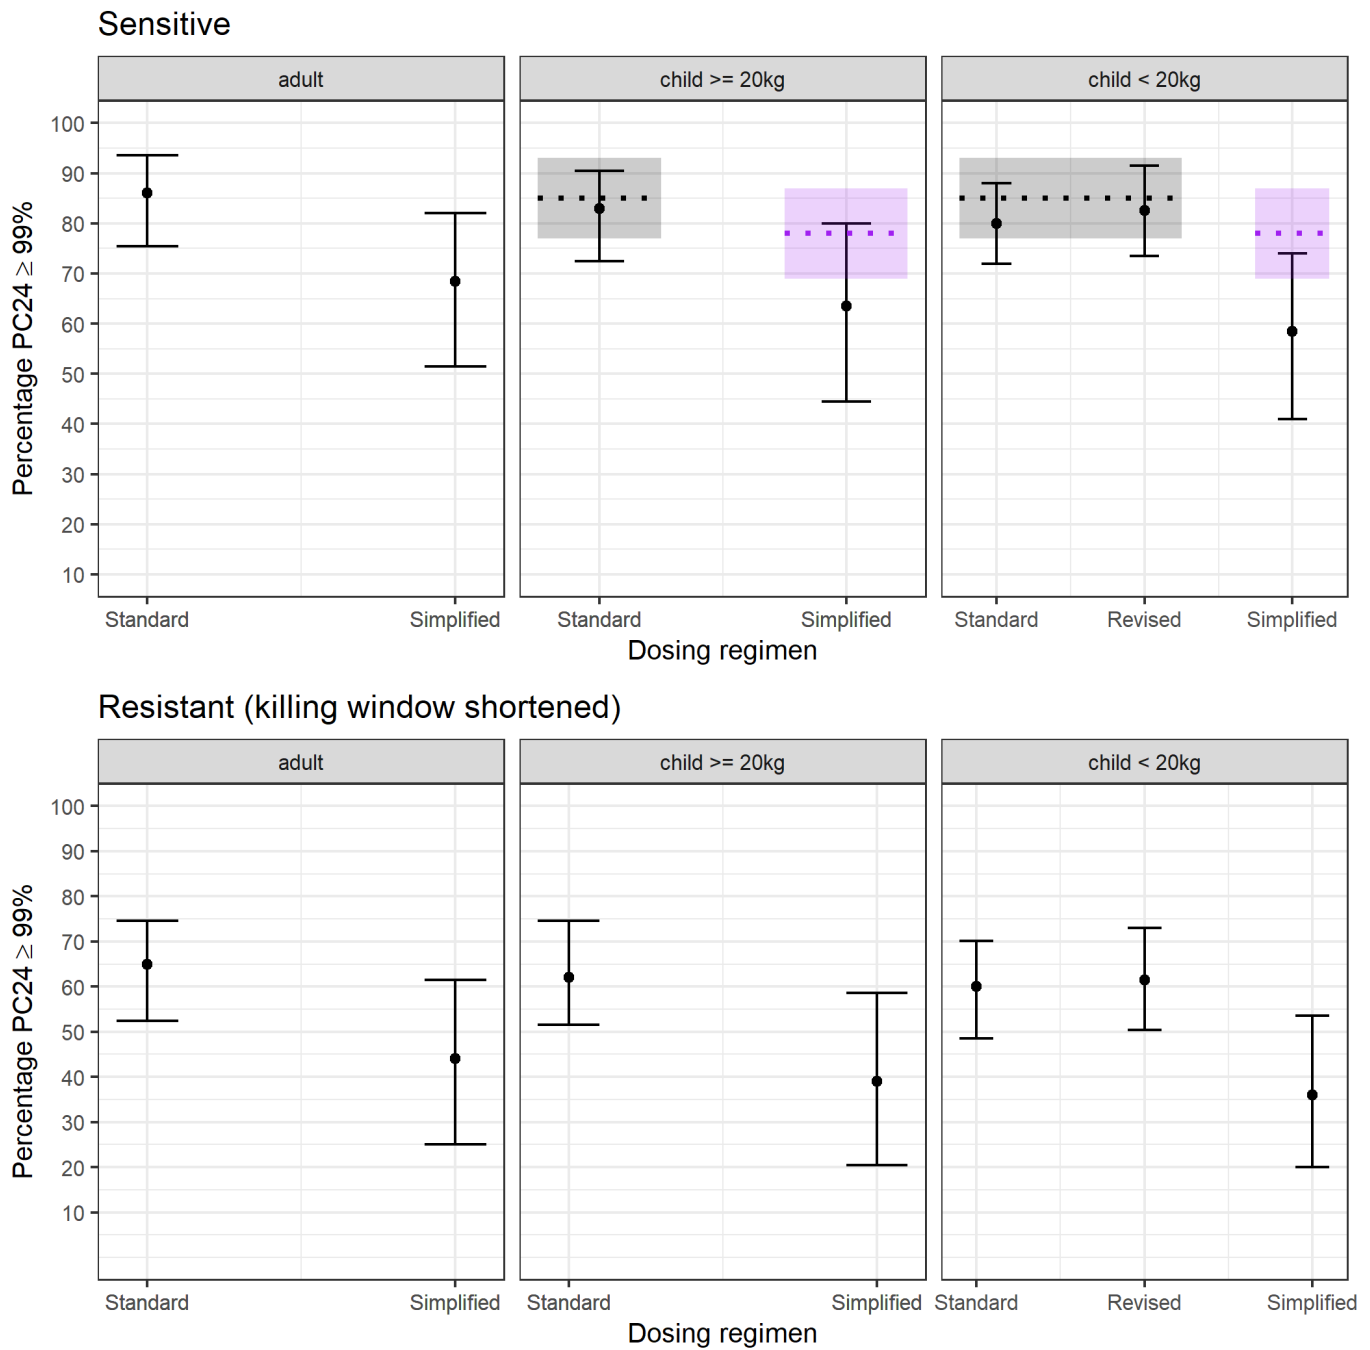 Sensitive
adult child >= 20kg child < 20kg
Percentage PC24 ≥ 99%
100
90
80
70
60
50
40
30
20
10
Standard Simplified Standard Simplified Standard Revised Simplified
Dosing regimen
Resistant (killing window shortened)
adult child >= 20kg child < 20kg
Percentage PC24 ≥ 99%
100
90
80
70
60
50
40
30
20
10
Standard Simplified Standard Simplified Standard Revised Simplified
Dosing regimen